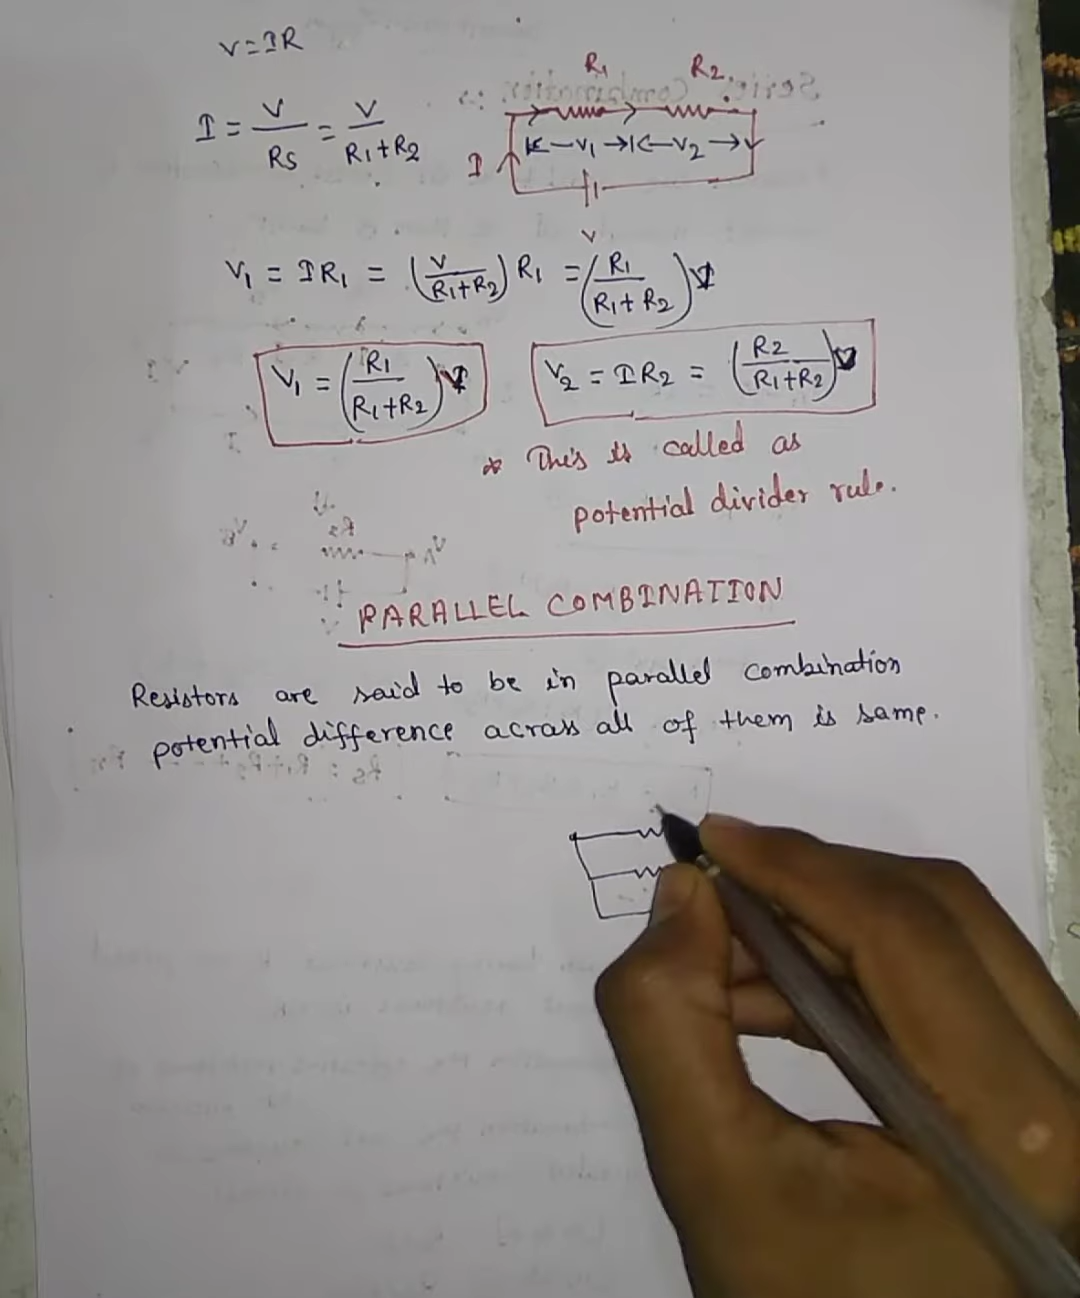 V = IR
I = V/RS = V/R1+R2
R1 R2
K-V1→K-V2→
I
V
V1 = IR1 = (V/R1+R2) R1 = (R1/R1+R2)V
V1 = (R1/R1+R2)V
V2 = IR2 = (R2/R1+R2)V
* This is called as
potential divider rule.
PARALLEL COMBINATION
Resistors are said to be in parallel combination
potential difference across all of them is same.